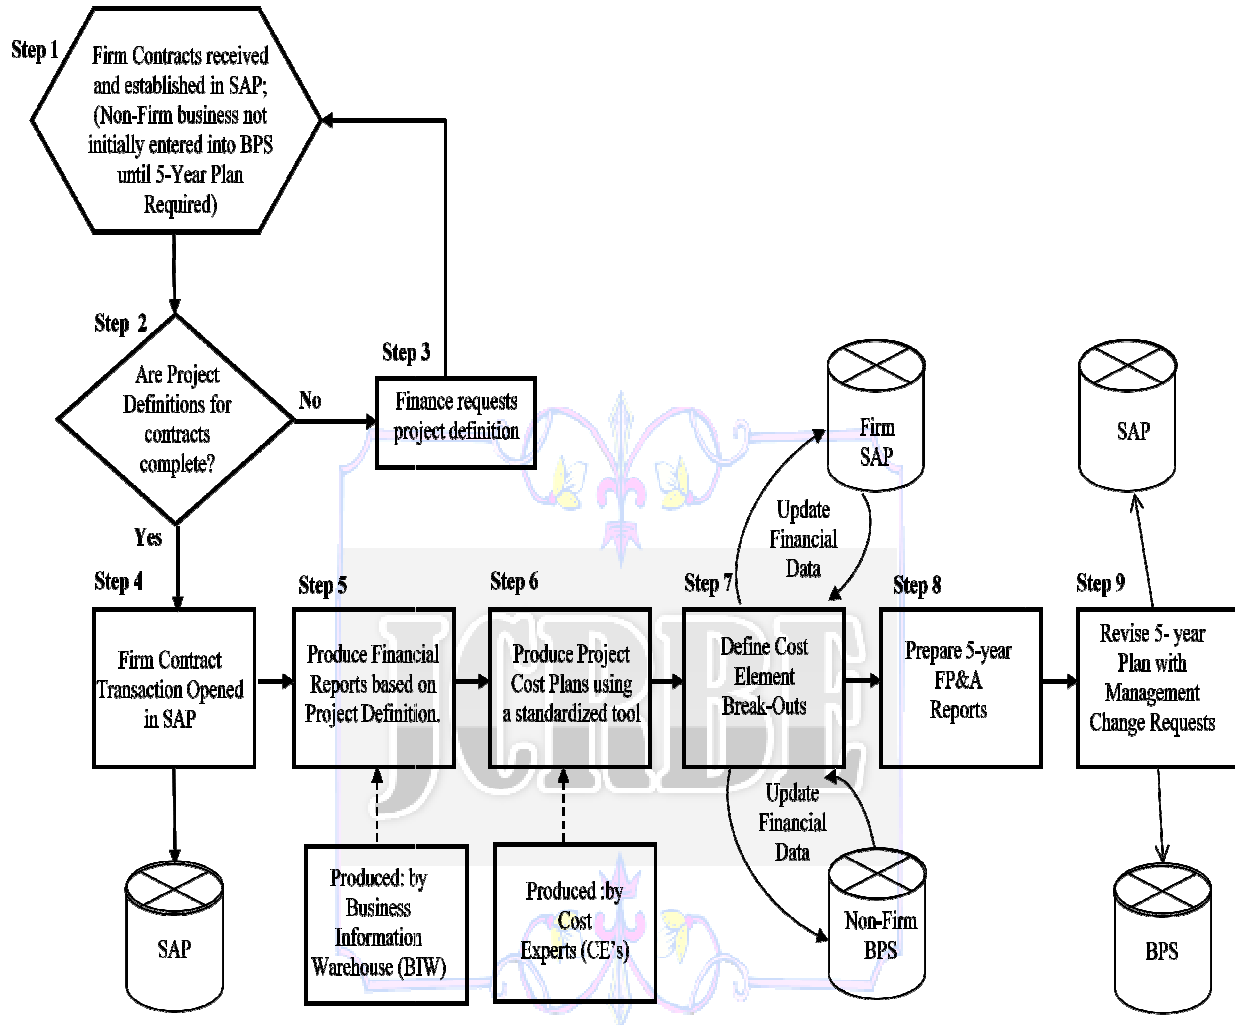 Step 1
Firm Contracts received
and established in SAP;
(Non-Firm business not
initially entered into BPS
until 5-Year Plan
Required)
Step 2
Are Project
Definitions for
contracts
complete?
No
Step 3
Finance requests
project definition
Yes
Step 4
Firm Contract
Transaction Opened
in SAP
SAP
Step 5
Produce Financial
Reports based on
Project Definition.
Produced: by
Business
Information
Warehouse (BIW)
Step 6
Produce Project
Cost Plans using
a standardized tool
Produced :by
Cost
Experts (CE's)
Step 7
Define Cost
Element
Break-Outs
Firm
SAP
Update
Financial
Data
Update
Financial
Data
Non-Firm
BPS
Step 8
Prepare 5-year
FP&A
Reports
Step 9
Revise 5- year
Plan with
Management
Change Requests
SAP
BPS
JCRBE